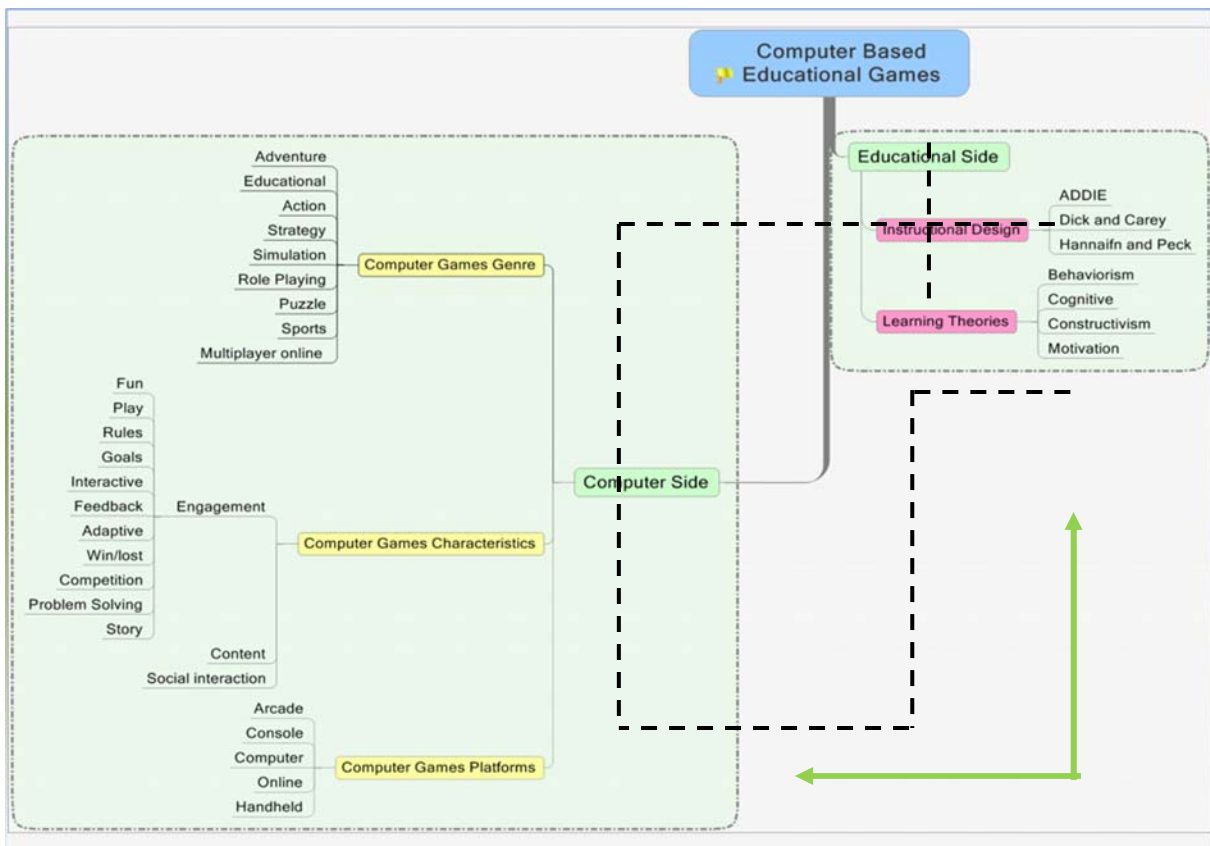 Computer Based
Educational Games
Educational Side
Instructional Design
ADDIE
Dick and Carey
Hannaifn and Peck
Learning Theories
Behaviorism
Cognitive
Constructivism
Motivation
Computer Side
Computer Games Genre
Adventure
Educational
Action
Strategy
Simulation
Role Playing
Puzzle
Sports
Multiplayer online
Computer Games Characteristics
Engagement
Fun
Play
Rules
Goals
Interactive
Feedback
Adaptive
Win/lost
Competition
Problem Solving
Story
Content
Social interaction
Computer Games Platforms
Arcade
Console
Computer
Online
Handheld